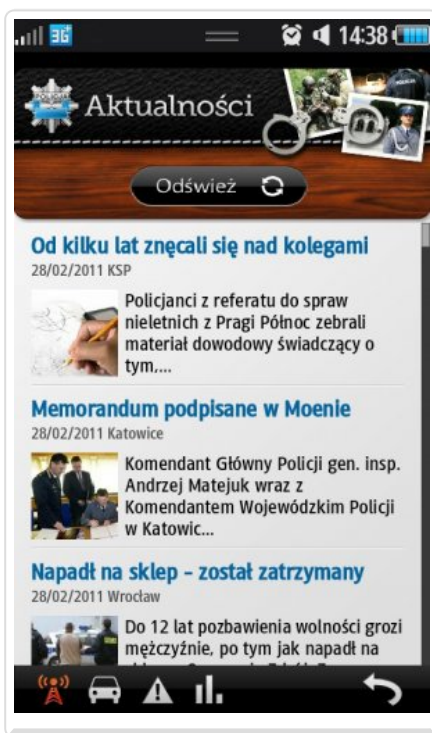 3G 14:38
Aktualności
Odśwież
Od kilku lat znęcali się nad kolegami
28/02/2011 KSP
Policjanci z referatu do spraw
nieletnich z Pragi Północ zebrali
materiał dowodowy świadczący o
tym,...
Memorandum podpisane w Moenie
28/02/2011 Katowice
Komendant Główny Policji gen. insp.
Andrzej Matejuk wraz z
Komendantem Wojewódzkim Policji
w Katowic...
Napadł na sklep - został zatrzymany
28/02/2011 Wrocław
Do 12 lat pozbawienia wolności grozi
mężczyźnie, po tym jak napadł na